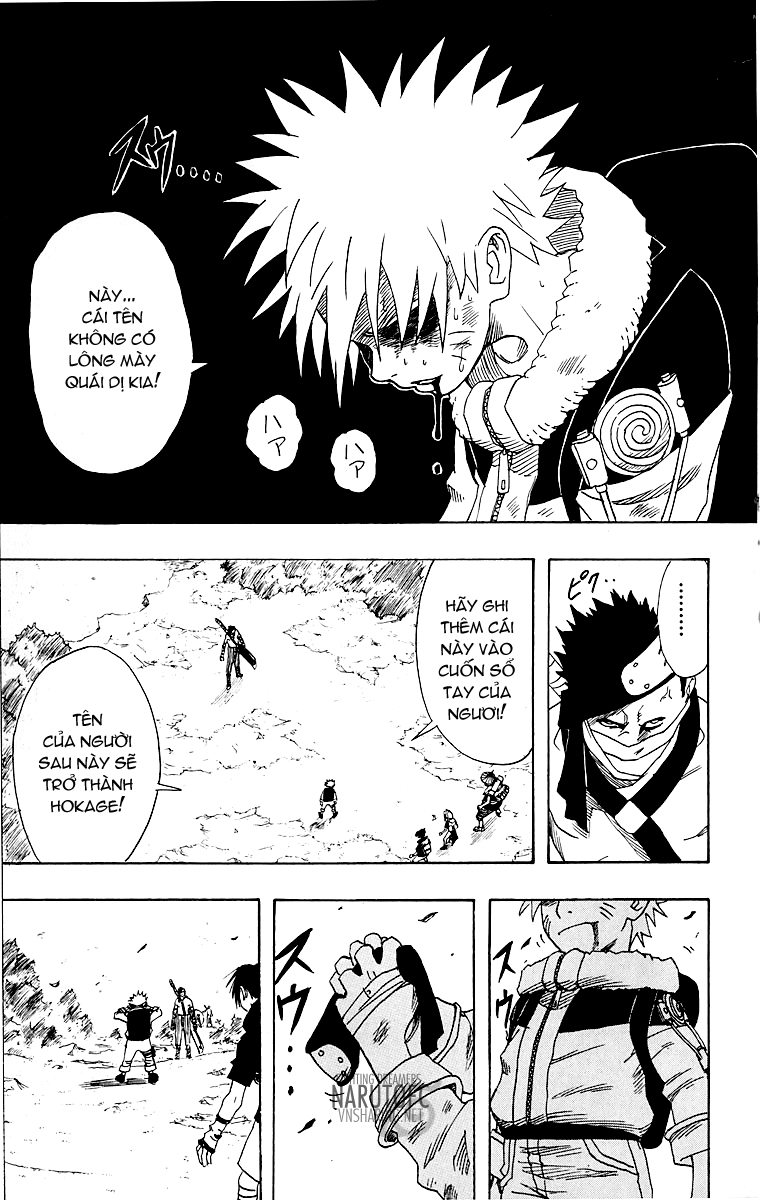 スウ....
NÀY...
CÁI TÊN
KHÔNG CÓ
LÔNG MÀY
QUÁI DỊ KIA!
ハァ
ハァ
ピク..
........
HÃY GHI
THÊM CÁI
NÀY VÀO
CUỐN SỔ
TAY CỦA
NGƯƠI!
TÊN
CỦA NGƯỜI
SAU NÀY SẼ
TRỞ THÀNH
HOKAGE!
スウ
スウ....
NARUTOFC
VNSHARING.NET